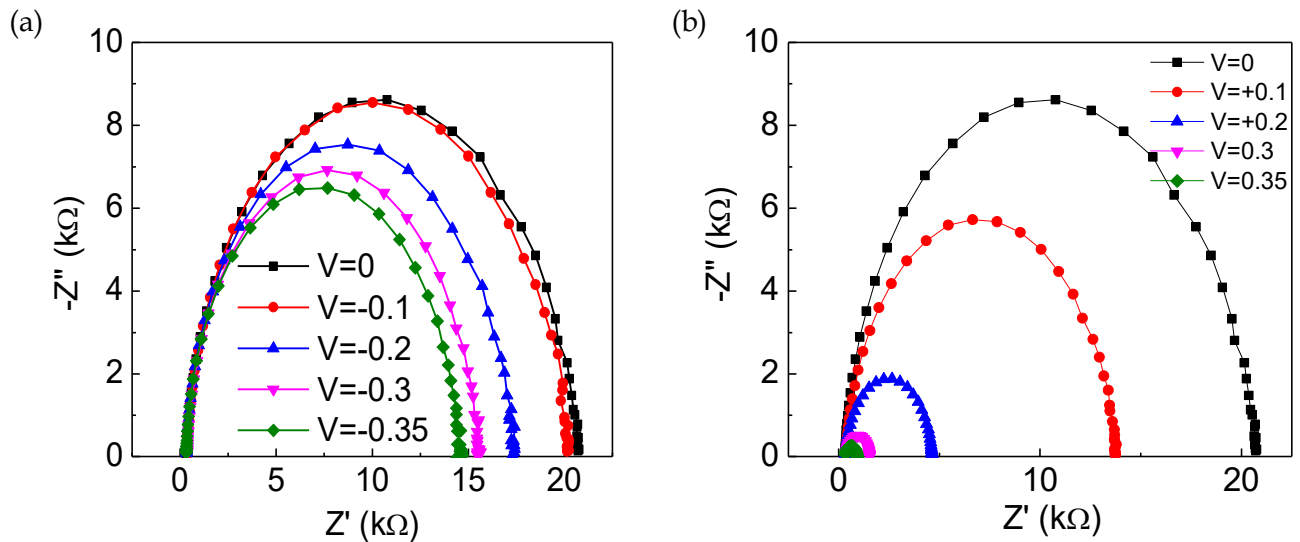 (a)
10
8
6
4
2
0
-Z'' (kΩ)
V=0
V=-0.1
V=-0.2
V=-0.3
V=-0.35
0
5
10
15
20
Z' (kΩ)
(b)
10
8
6
4
2
0
-Z'' (kΩ)
V=0
V=+0.1
V=+0.2
V=0.3
V=0.35
0
10
20
Z' (kΩ)